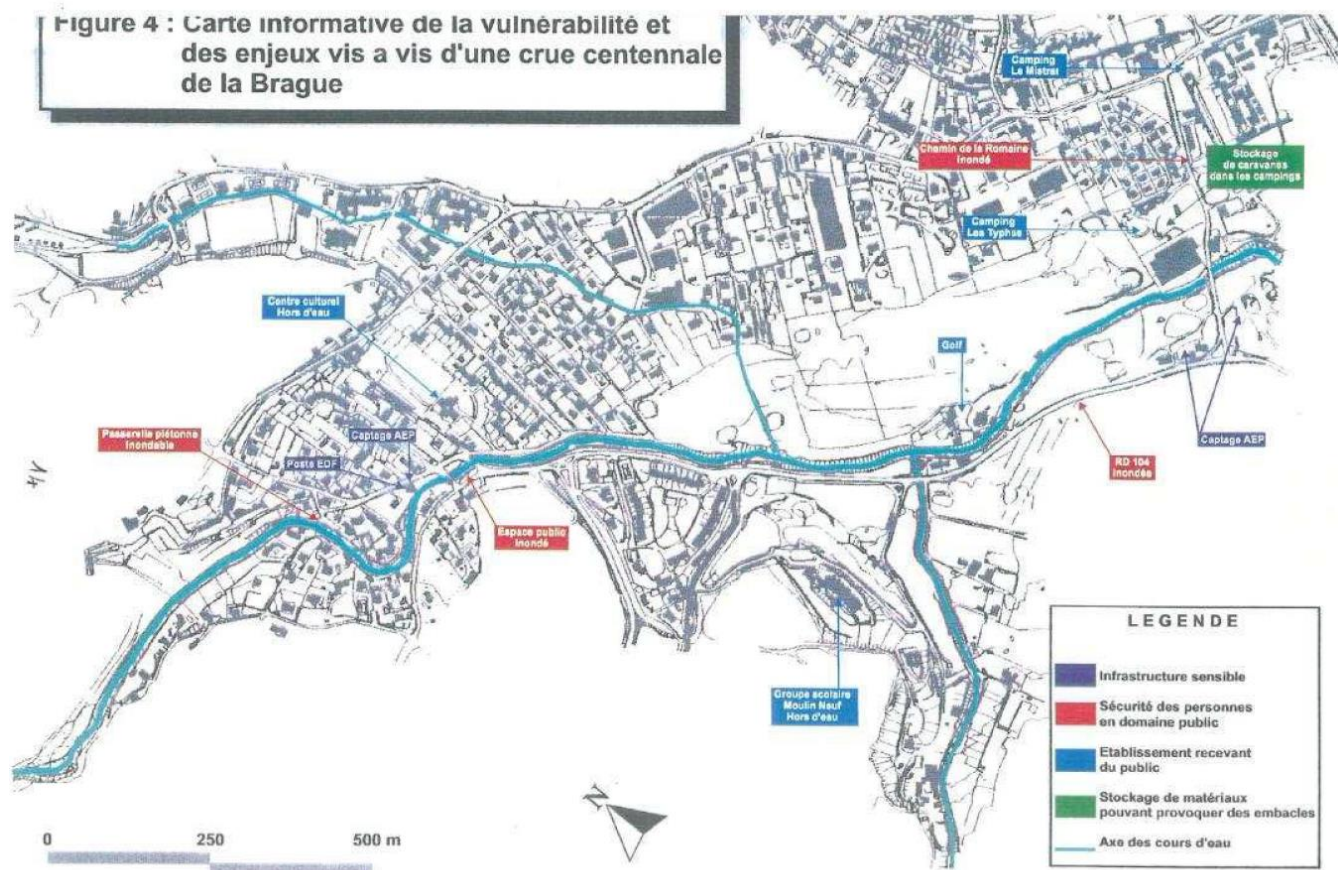 Figure 4 : Carte informative de la vulnérabilité et
des enjeux vis a vis d'une crue centennale
de la Brague
Camping
Le Mistral
Chemin de la Romaine
Inondé
Stockage
de caravanes
dans les campings
Camping
Les Typhas
Centre culturel
Hors d'eau
Golf
Passerelle piétonne
Inondable
Captage AEP
Poste EDF
Captage AEP
RD 104
Inondée
Espace public
Inondé
Groupe scolaire
Moulin Neuf
Hors d'eau
LEGENDE
Infrastructure sensible
Sécurité des personnes
en domaine public
Etablissement recevant
du public
Stockage de matériaux
pouvant provoquer des embacles
Axe des cours d'eau
N
0 250 500 m